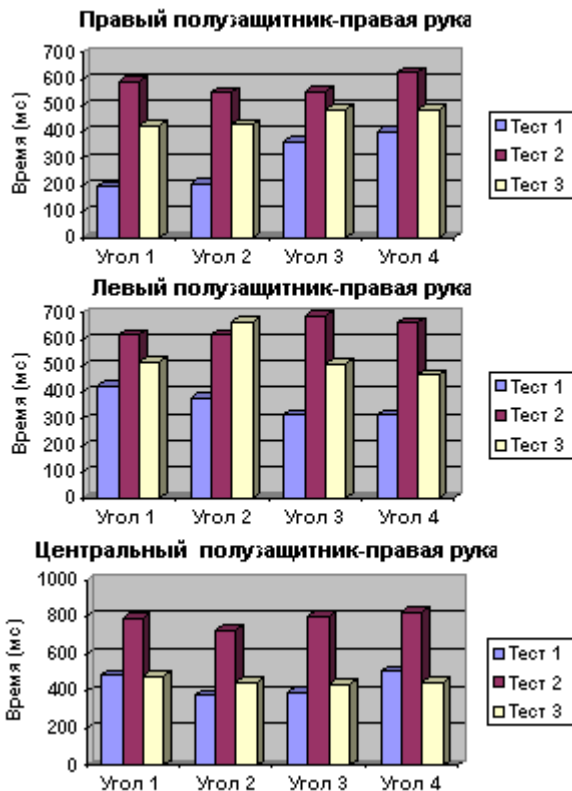 Правый полузащитник-правая рука
Время (мс)
700
600
500
400
300
200
100
0
Угол 1 Угол 2 Угол 3 Угол 4
Тест 1
Тест 2
Тест 3
Левый полузащитник-правая рука
Время (мс)
700
600
500
400
300
200
100
0
Угол 1 Угол 2 Угол 3 Угол 4
Тест 1
Тест 2
Тест 3
Центральный полузащитник-правая рука
Время (мс)
1000
800
600
400
200
0
Угол 1 Угол 2 Угол 3 Угол 4
Тест 1
Тест 2
Тест 3